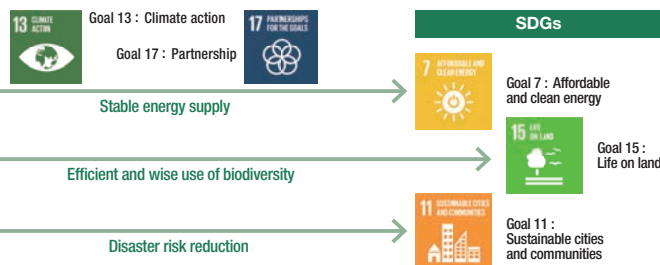 13 CLIMATE
ACTION
Goal 13 : Climate action
Goal 17 : Partnership
17 PARTNERSHIPS
FOR THE GOALS
SDGs
Stable energy supply
7 AFFORDABLE AND
CLEAN ENERGY
Goal 7 : Affordable
and clean energy
Efficient and wise use of biodiversity
15 LIFE
ON LAND
Goal 15 :
Life on land
Disaster risk reduction
11 SUSTAINABLE CITIES
AND COMMUNITIES
Goal 11 :
Sustainable cities
and communities